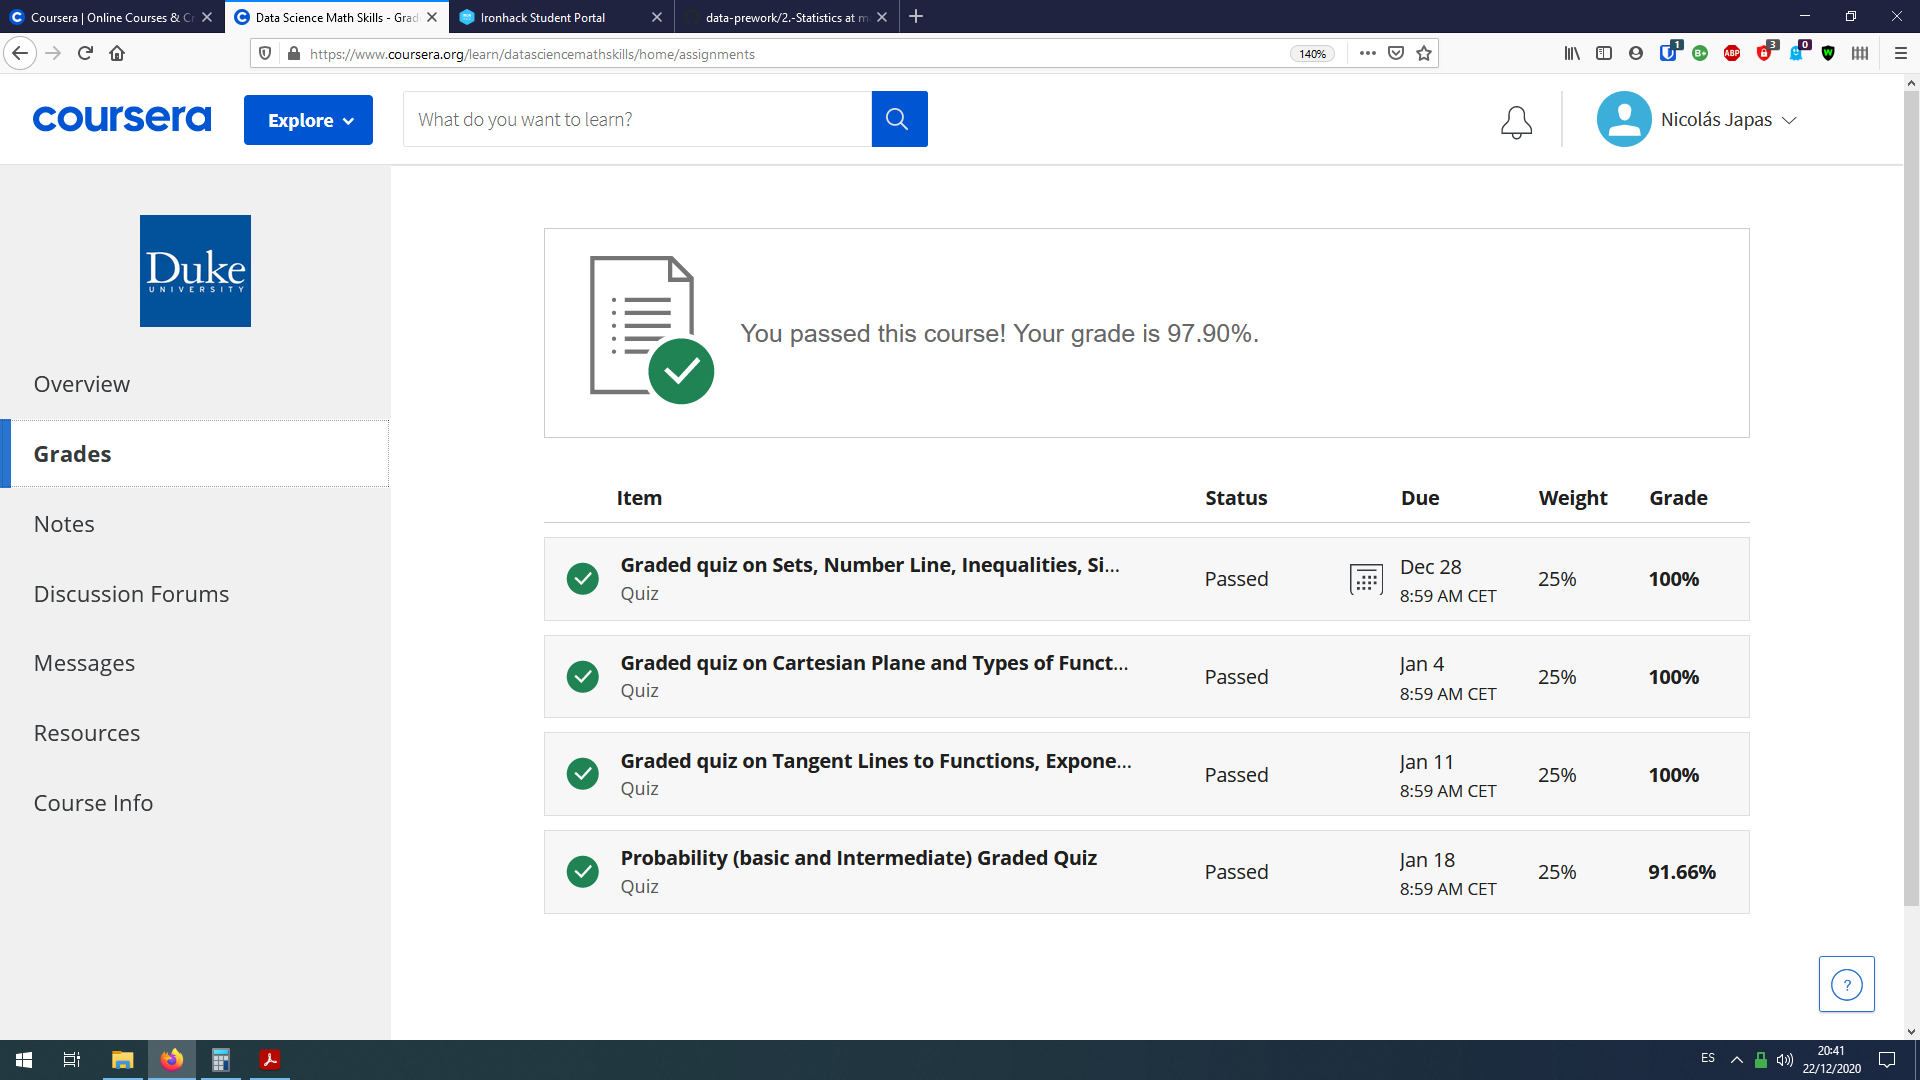 Coursera | Online Courses & Cr
Data Science Math Skills - Grad
Ironhack Student Portal
data-prework/2.-Statistics at m
https://www.coursera.org/learn/datasciencemathskills/home/assignments
140%
1
B+
ABP
3
0
W
coursera
Explore
What do you want to learn?
Nicolás Japas
Duke
UNIVERSITY
Overview
Grades
Notes
Discussion Forums
Messages
Resources
Course Info
You passed this course! Your grade is 97.90%.
Item Status Due Weight Grade
Graded quiz on Sets, Number Line, Inequalities, Si...
Quiz
Passed
Dec 28
8:59 AM CET
25%
100%
Graded quiz on Cartesian Plane and Types of Funct...
Quiz
Passed
Jan 4
8:59 AM CET
25%
100%
Graded quiz on Tangent Lines to Functions, Expone...
Quiz
Passed
Jan 11
8:59 AM CET
25%
100%
Probability (basic and Intermediate) Graded Quiz
Quiz
Passed
Jan 18
8:59 AM CET
25%
91.66%
?
ES
20:41
22/12/2020